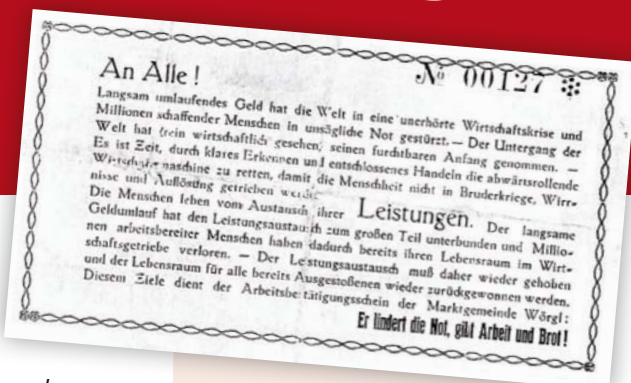 An Alle!
№ 00127
Langsam umlaufendes Geld hat die Welt in eine unerhörte Wirtschaftskrise und
Millionen schaffender Menschen in unsägliche Not gestürzt. — Der Untergang der
Welt hat (rein wirtschaftlich gesehen) seinen furchtbaren Anfang genommen. —
Es ist Zeit, durch klares Erkennen und entschlossenes Handeln die abwärtsrollende
Wirtschaftsmaschine zu retten, damit die Menschheit nicht in Bruderkriege, Wirr-
nisse und Auflösung getrieben werde.
Die Menschen leben vom Austausch ihrer Leistungen. Der langsame
Geldumlauf hat den Leistungsaustausch zum großen Teil unterbunden und Millio-
nen arbeitsbereiter Menschen haben dadurch bereits ihren Lebensraum im Wirt-
schaftsgetriebe verloren. — Der Leistungsaustausch muß daher wieder gehoben
und der Lebensraum für alle bereits Ausgestoßenen wieder zurückgewonnen werden.
Diesem Ziele dient der Arbeitsbestätigungsschein der Marktgemeinde Wörgl:
Er lindert die Not, gibt Arbeit und Brot!